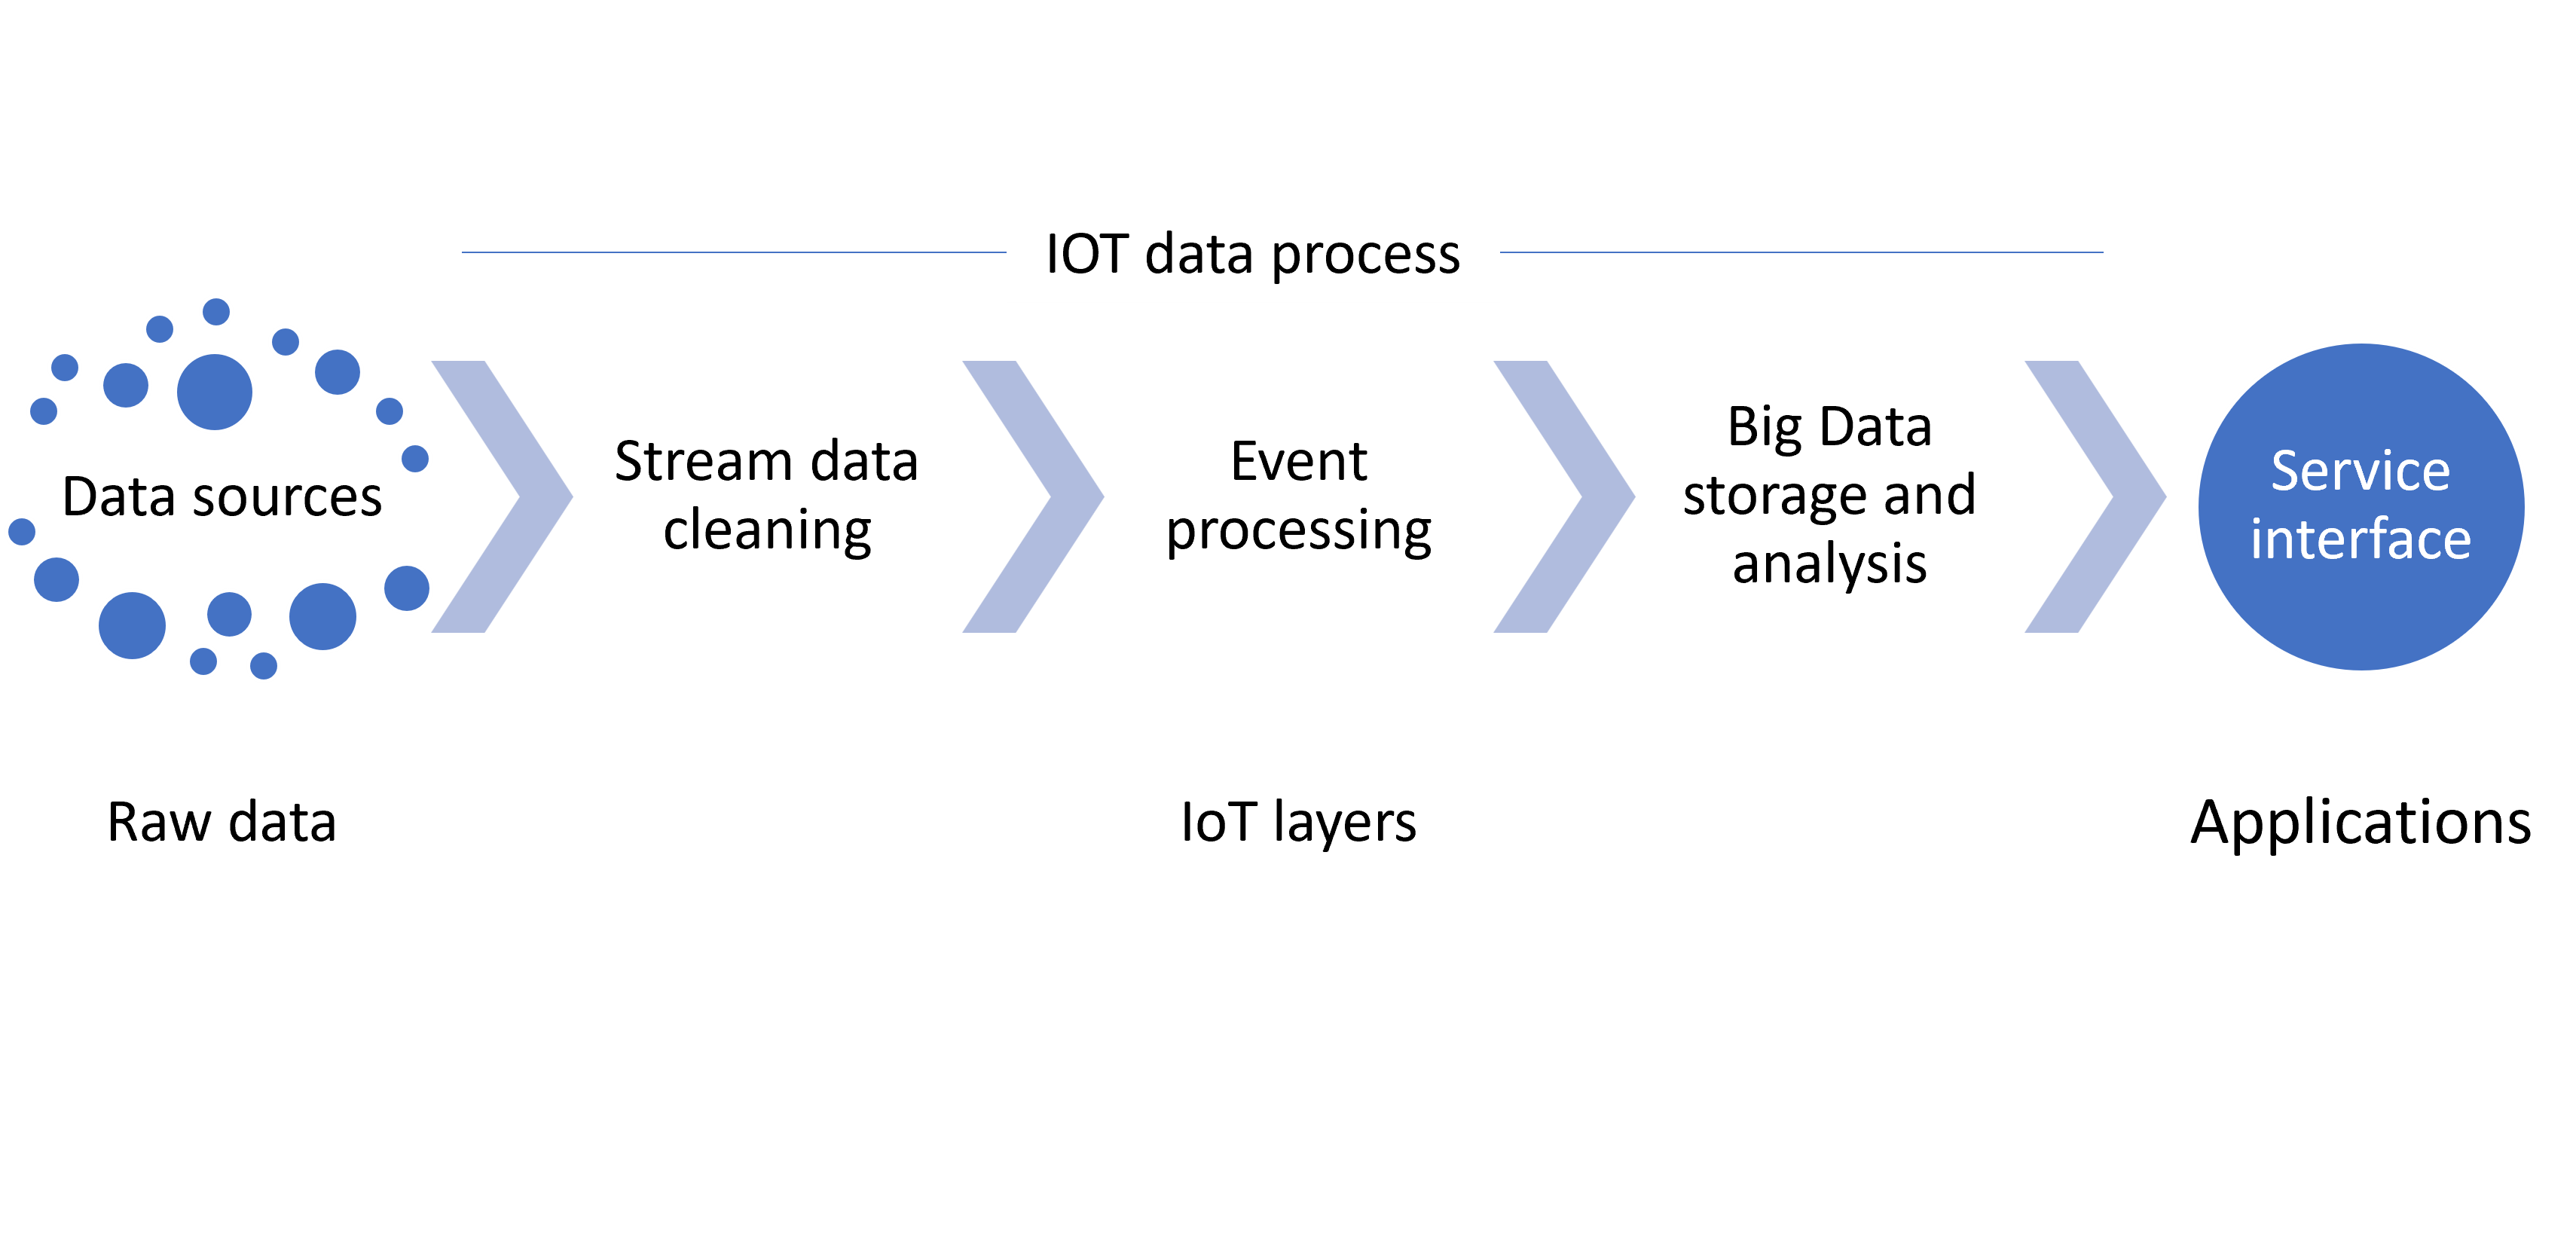 IOT data process
Data sources
Stream data
cleaning
Event
processing
Big Data
storage and
analysis
Service
interface
Raw data
IoT layers
Applications